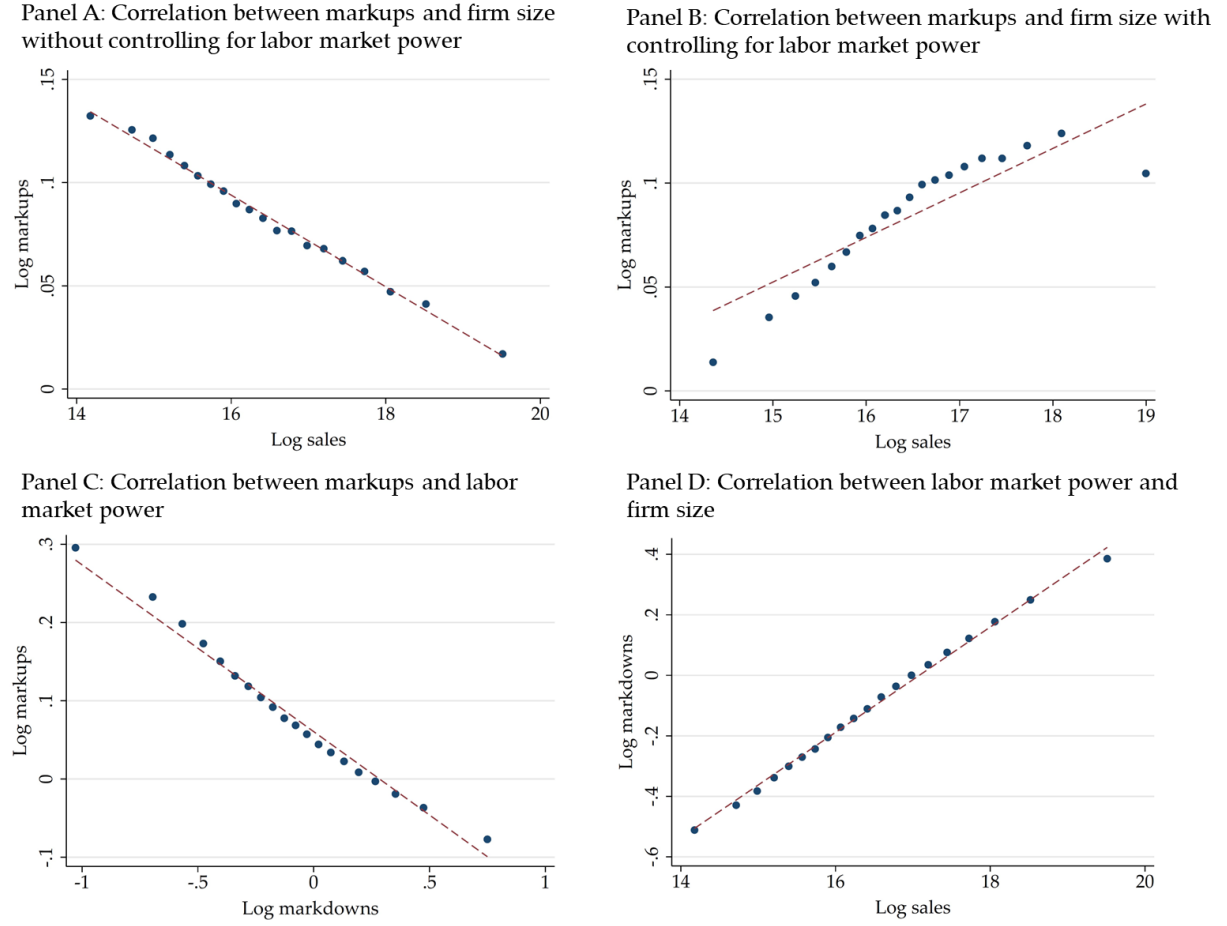 Panel A: Correlation between markups and firm size
without controlling for labor market power
.15
.1
.05
0
Log markups
14
16
18
20
Log sales
Panel B: Correlation between markups and firm size with
controlling for labor market power
.15
.1
.05
0
Log markups
14
15
16
17
18
19
Log sales
Panel C: Correlation between markups and labor
market power
.3
.2
.1
0
-.1
Log markups
-1
-.5
0
.5
1
Log markdowns
Panel D: Correlation between labor market power and
firm size
.4
.2
0
-.2
-.4
-.6
Log markdowns
14
16
18
20
Log sales